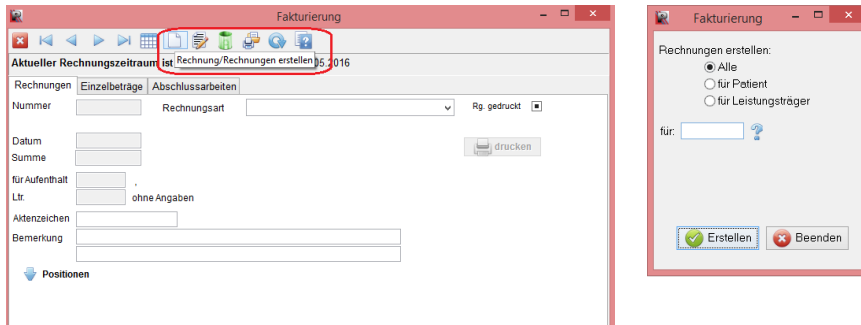 Fakturierung
Aktueller Rechnungszeitraum ist
05.2016
Rechnung/Rechnungen erstellen
Rechnungen Einzelbeträge Abschlussarbeiten
Nummer Rechnungsart Rg. gedruckt
Datum
drucken
Summe
für Aufenthalt ,
Ltr. ohne Angaben
Aktenzeichen
Bemerkung
Positionen
Fakturierung
Rechnungen erstellen:
Alle
für Patient
für Leistungsträger
für:
Erstellen Beenden